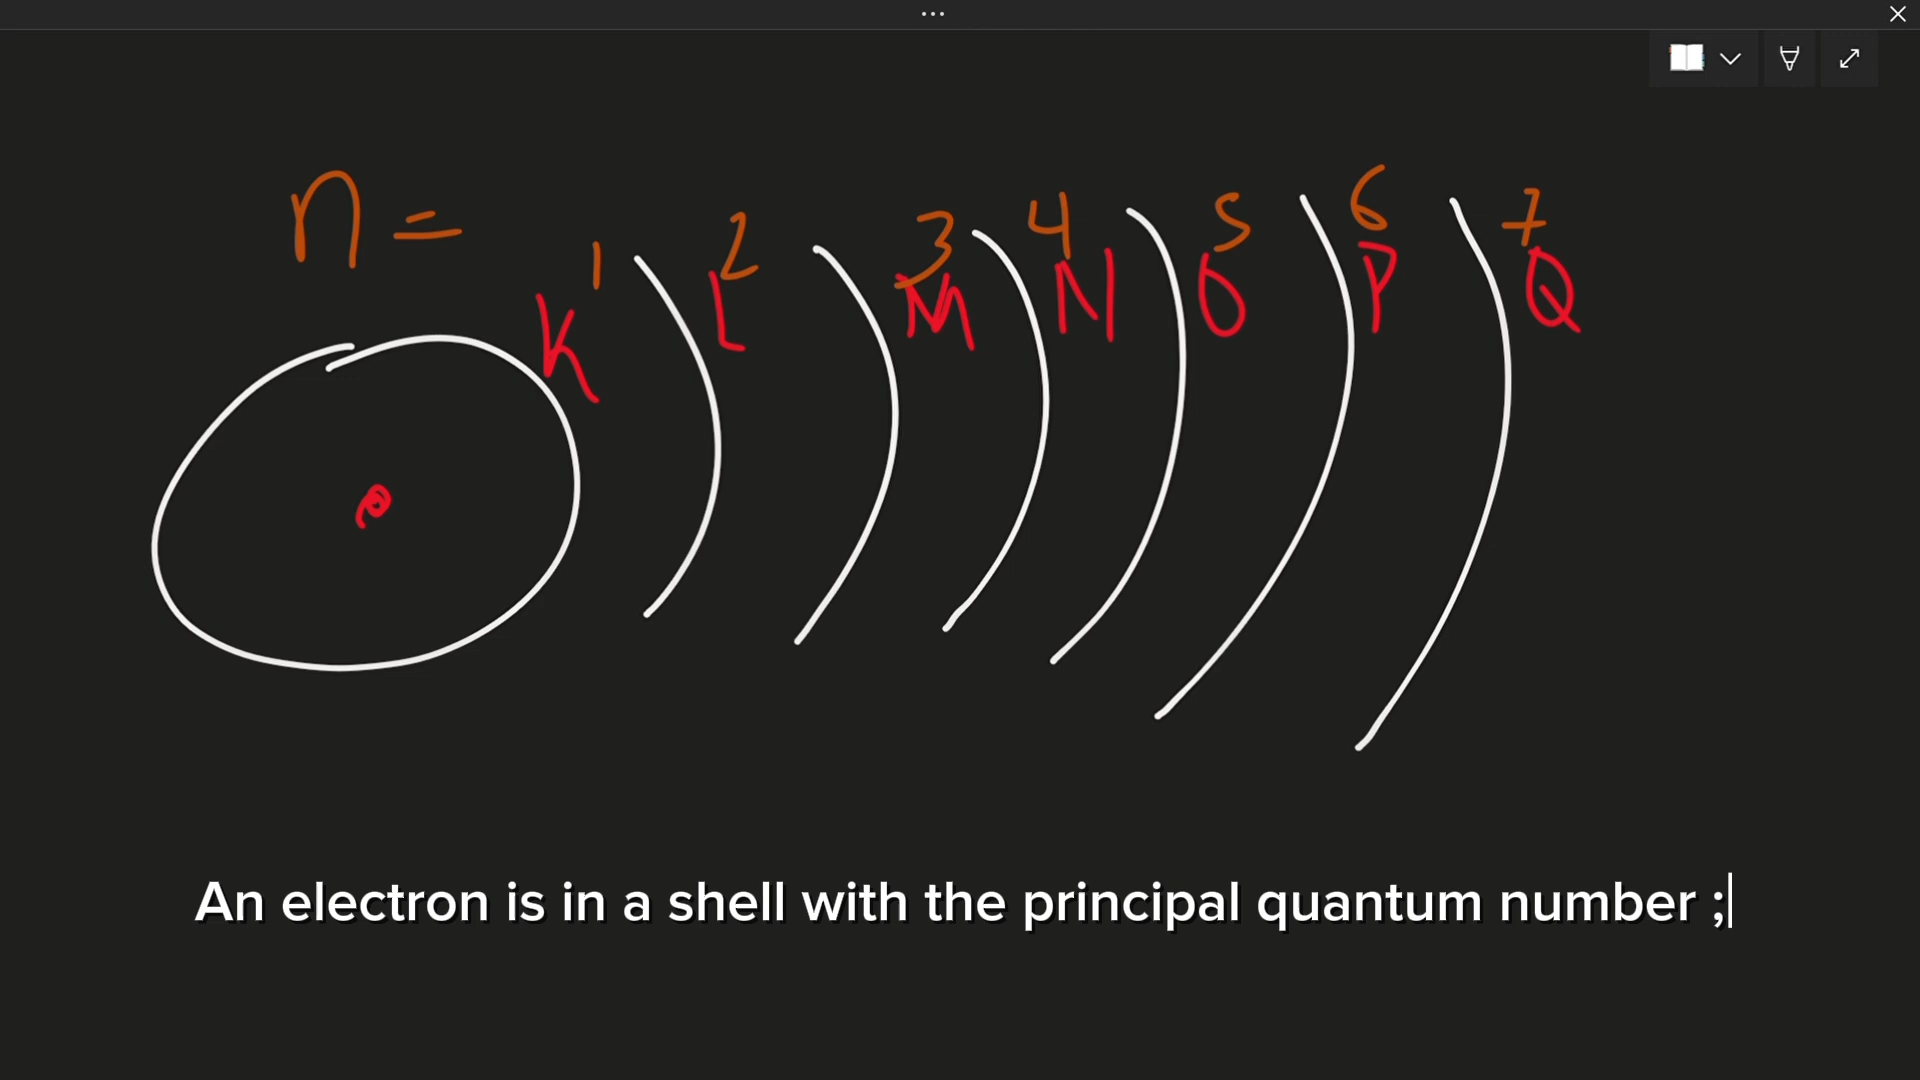 n = 1 2 3 4 5 6 7
K L M N O P Q
An electron is in a shell with the principal quantum number ;